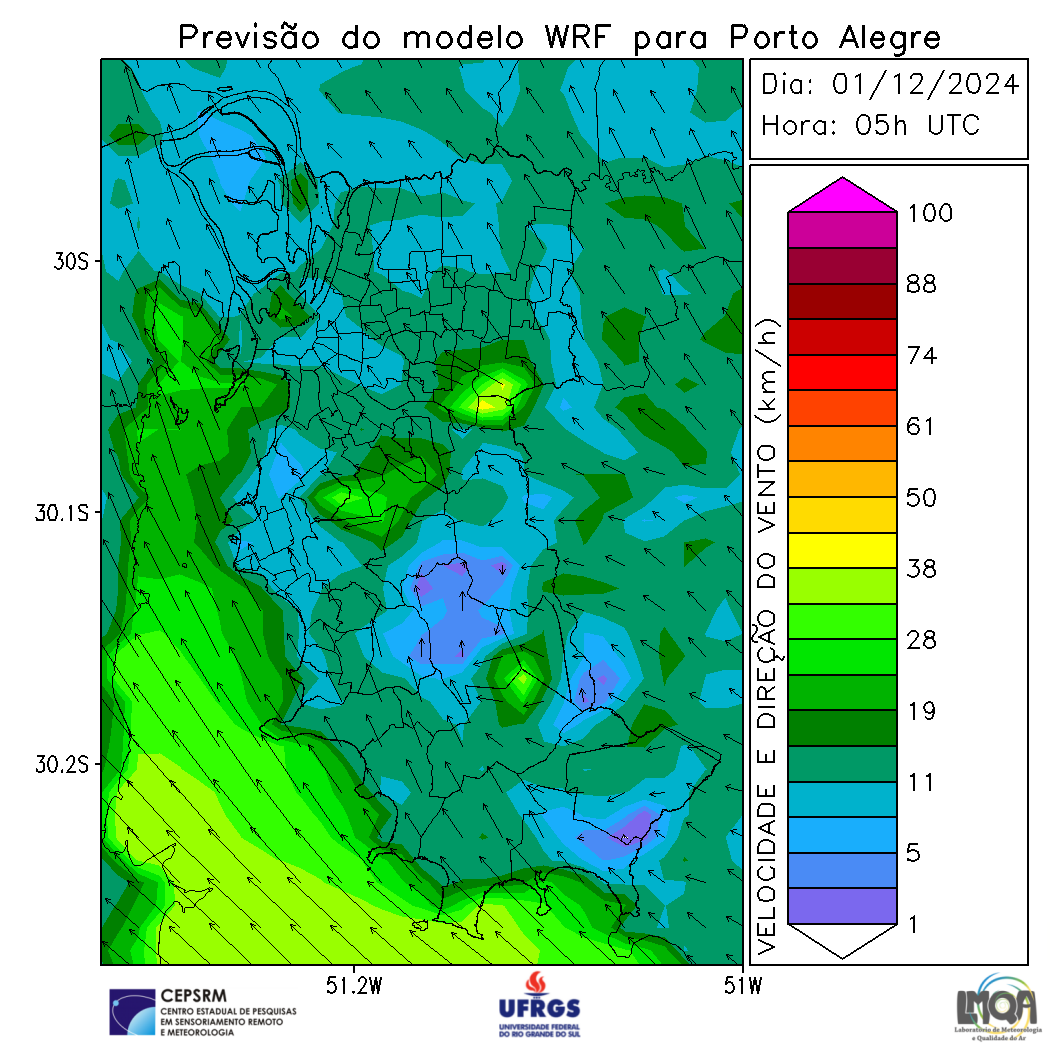 Previsão do modelo WRF para Porto Alegre
Dia: 01/12/2024
Hora: 05h UTC
30S
30.1S
30.2S
51.2W
51W
VELOCIDADE E DIREÇÃO DO VENTO (km/h)
100
88
74
61
50
38
28
19
11
5
1
CEPSRM
CENTRO ESTADUAL DE PESQUISAS
EM SENSORIAMENTO REMOTO
E METEOROLOGIA
UFRGS
UNIVERSIDADE FEDERAL
DO RIO GRANDE DO SUL
LMQA
Laboratório de Meteorologia
e Qualidade do Ar